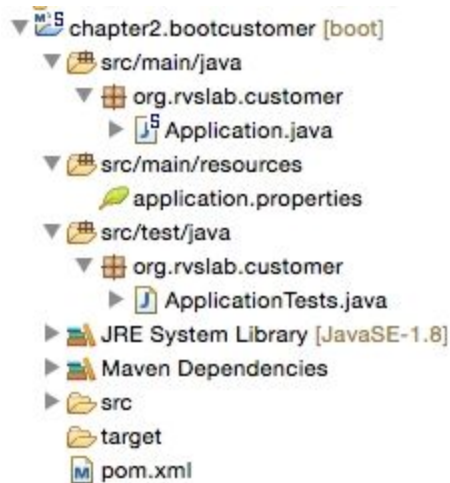 chapter2.bootcustomer [boot]
src/main/java
org.rvslab.customer
Application.java
src/main/resources
application.properties
src/test/java
org.rvslab.customer
ApplicationTests.java
JRE System Library [JavaSE-1.8]
Maven Dependencies
src
target
pom.xml